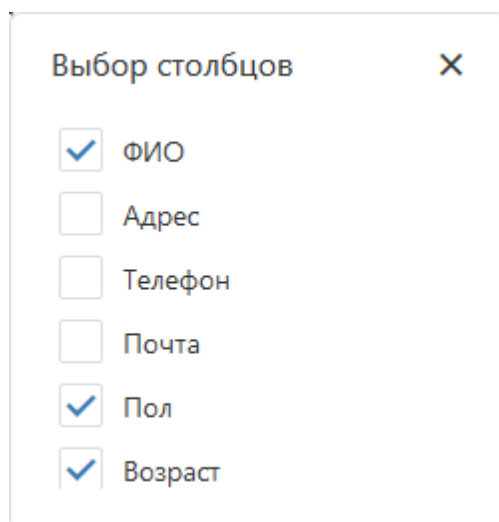 Выбор столбцов
ФИО
Адрес
Телефон
Почта
Пол
Возраст